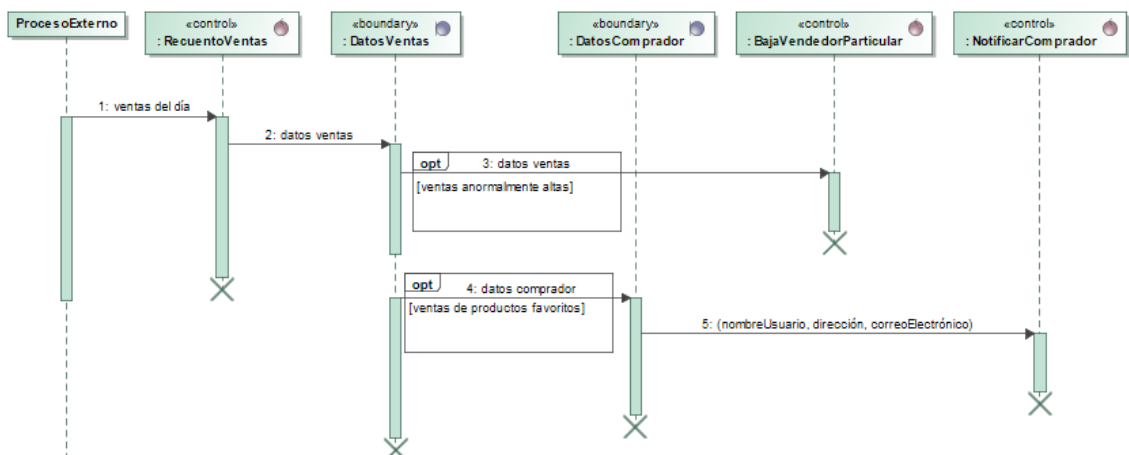 ProcesoExterno
«control»
: RecuentoVentas
«boundary»
: DatosVentas
«boundary»
: DatosComprador
«control»
: BajaVendedorParticular
«control»
: NotificarComprador
1: ventas del día
2: datos ventas
opt
3: datos ventas
[ventas anormalmente altas]
opt
4: datos comprador
[ventas de productos favoritos]
5: (nombreUsuario, dirección, correoElectrónico)